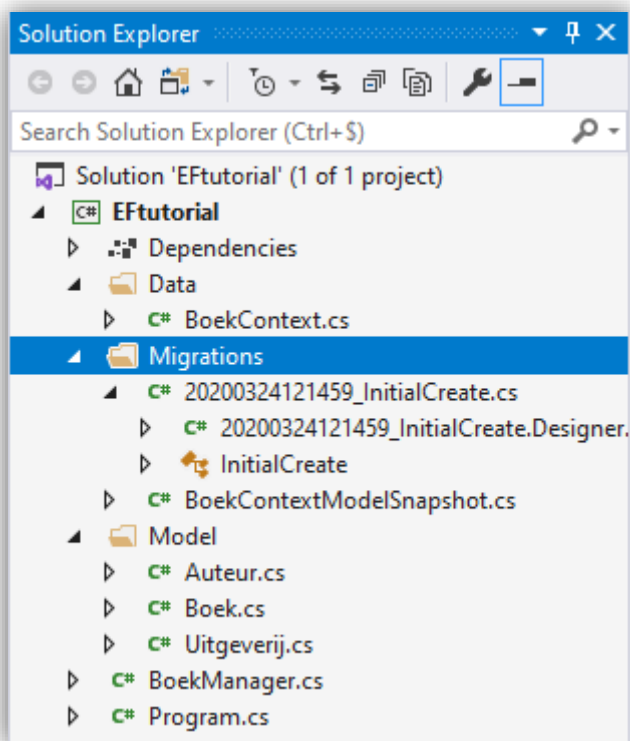 Solution Explorer
Search Solution Explorer (Ctrl+$)
Solution 'EFtutorial' (1 of 1 project)
C# EFtutorial
Dependencies
Data
C# BoekContext.cs
Migrations
C# 20200324121459_InitialCreate.cs
C# 20200324121459_InitialCreate.Designer.
InitialCreate
C# BoekContextModelSnapshot.cs
Model
C# Auteur.cs
C# Boek.cs
C# Uitgeverij.cs
C# BoekManager.cs
C# Program.cs